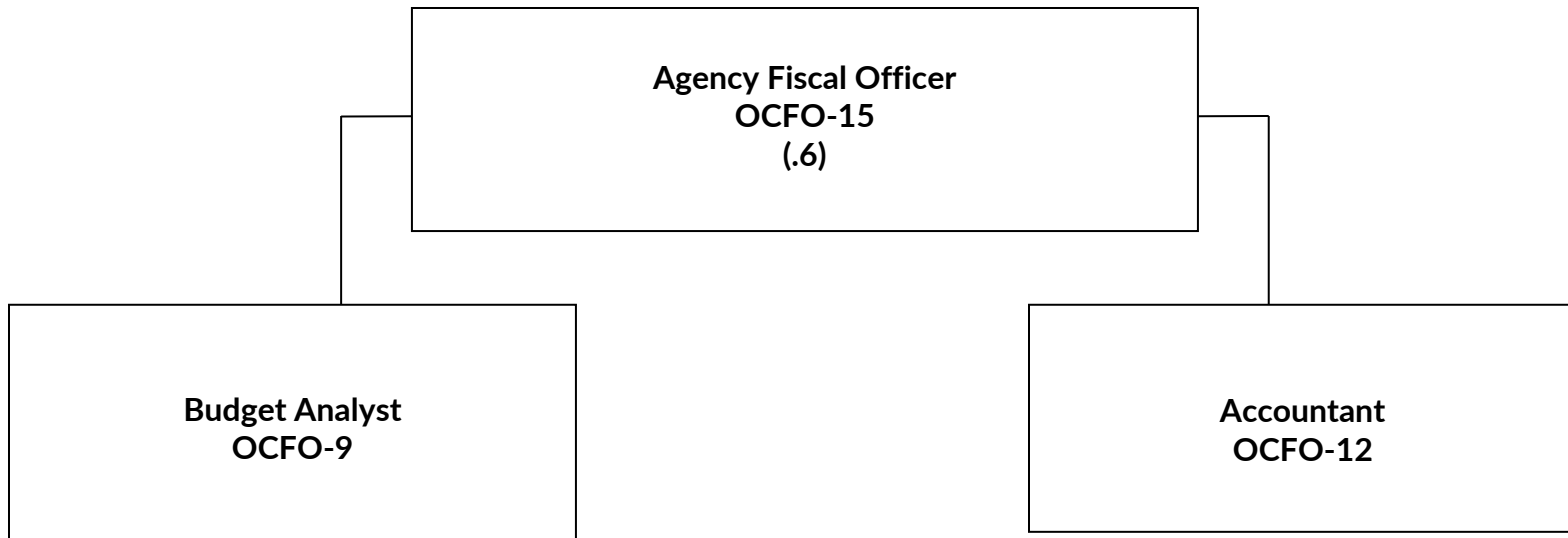 Agency Fiscal Officer
OCFO-15
(.6)
Budget Analyst
OCFO-9
Accountant
OCFO-12